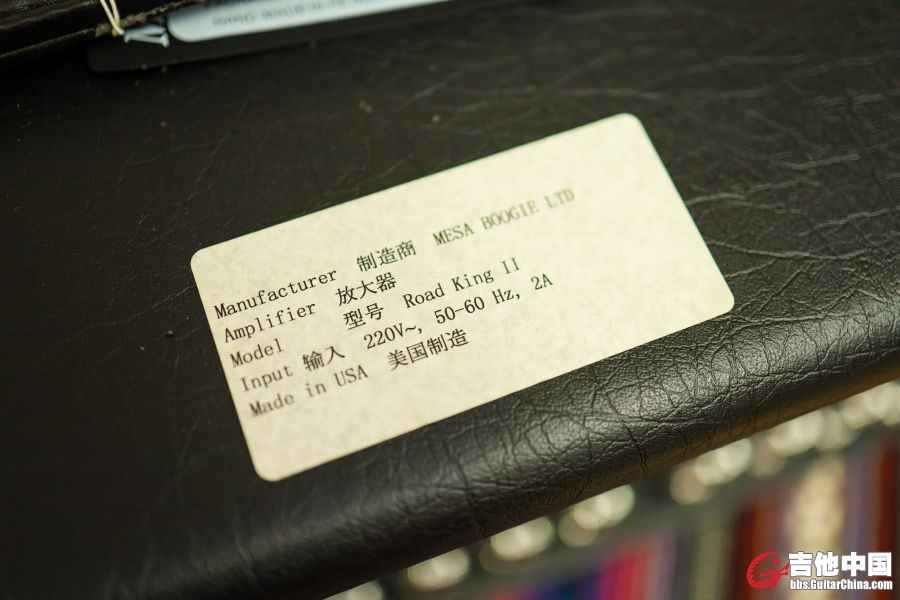 Manufacturer 制造商 MESA BOOGIE LTD
Amplifier 放大器
Model 型号 Road King II
Input 输入 220V~, 50-60 Hz, 2A
Made in USA 美国制造
吉他中国
bbs.GuitarChina.com